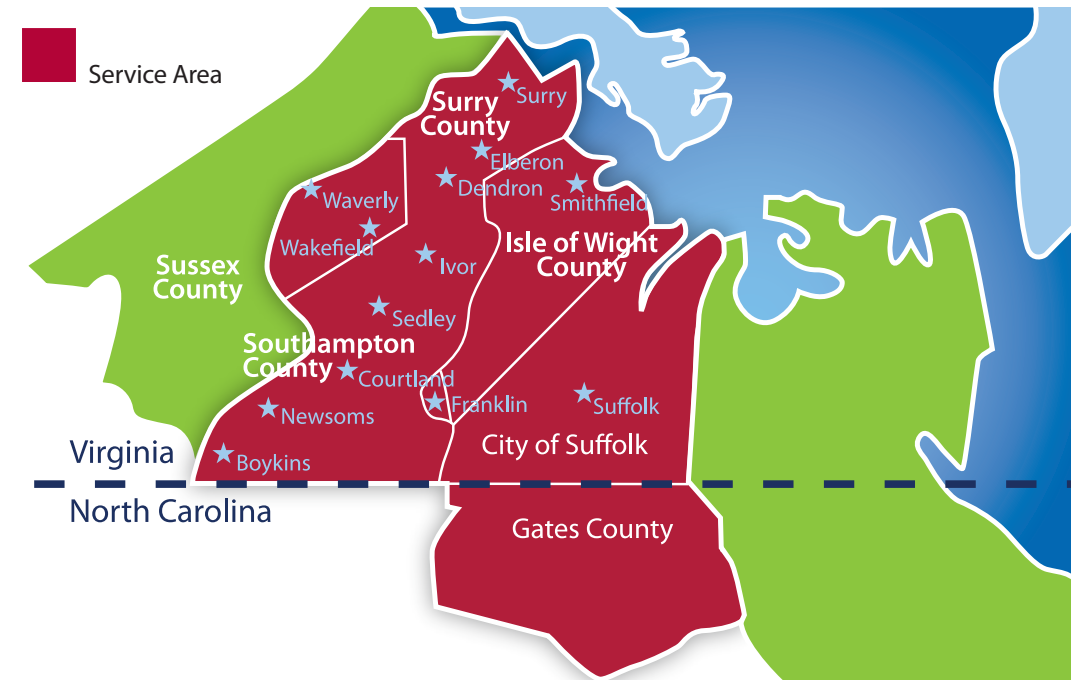 Service Area
Surry
Surry
County
Elberon
Dendron
Waverly
Smithfield
Wakefield
Isle of Wight
County
Ivor
Sussex
County
Sedley
Southampton
County
Courtland
Franklin
Suffolk
Newsoms
City of Suffolk
Virginia
Boykins
North Carolina
Gates County